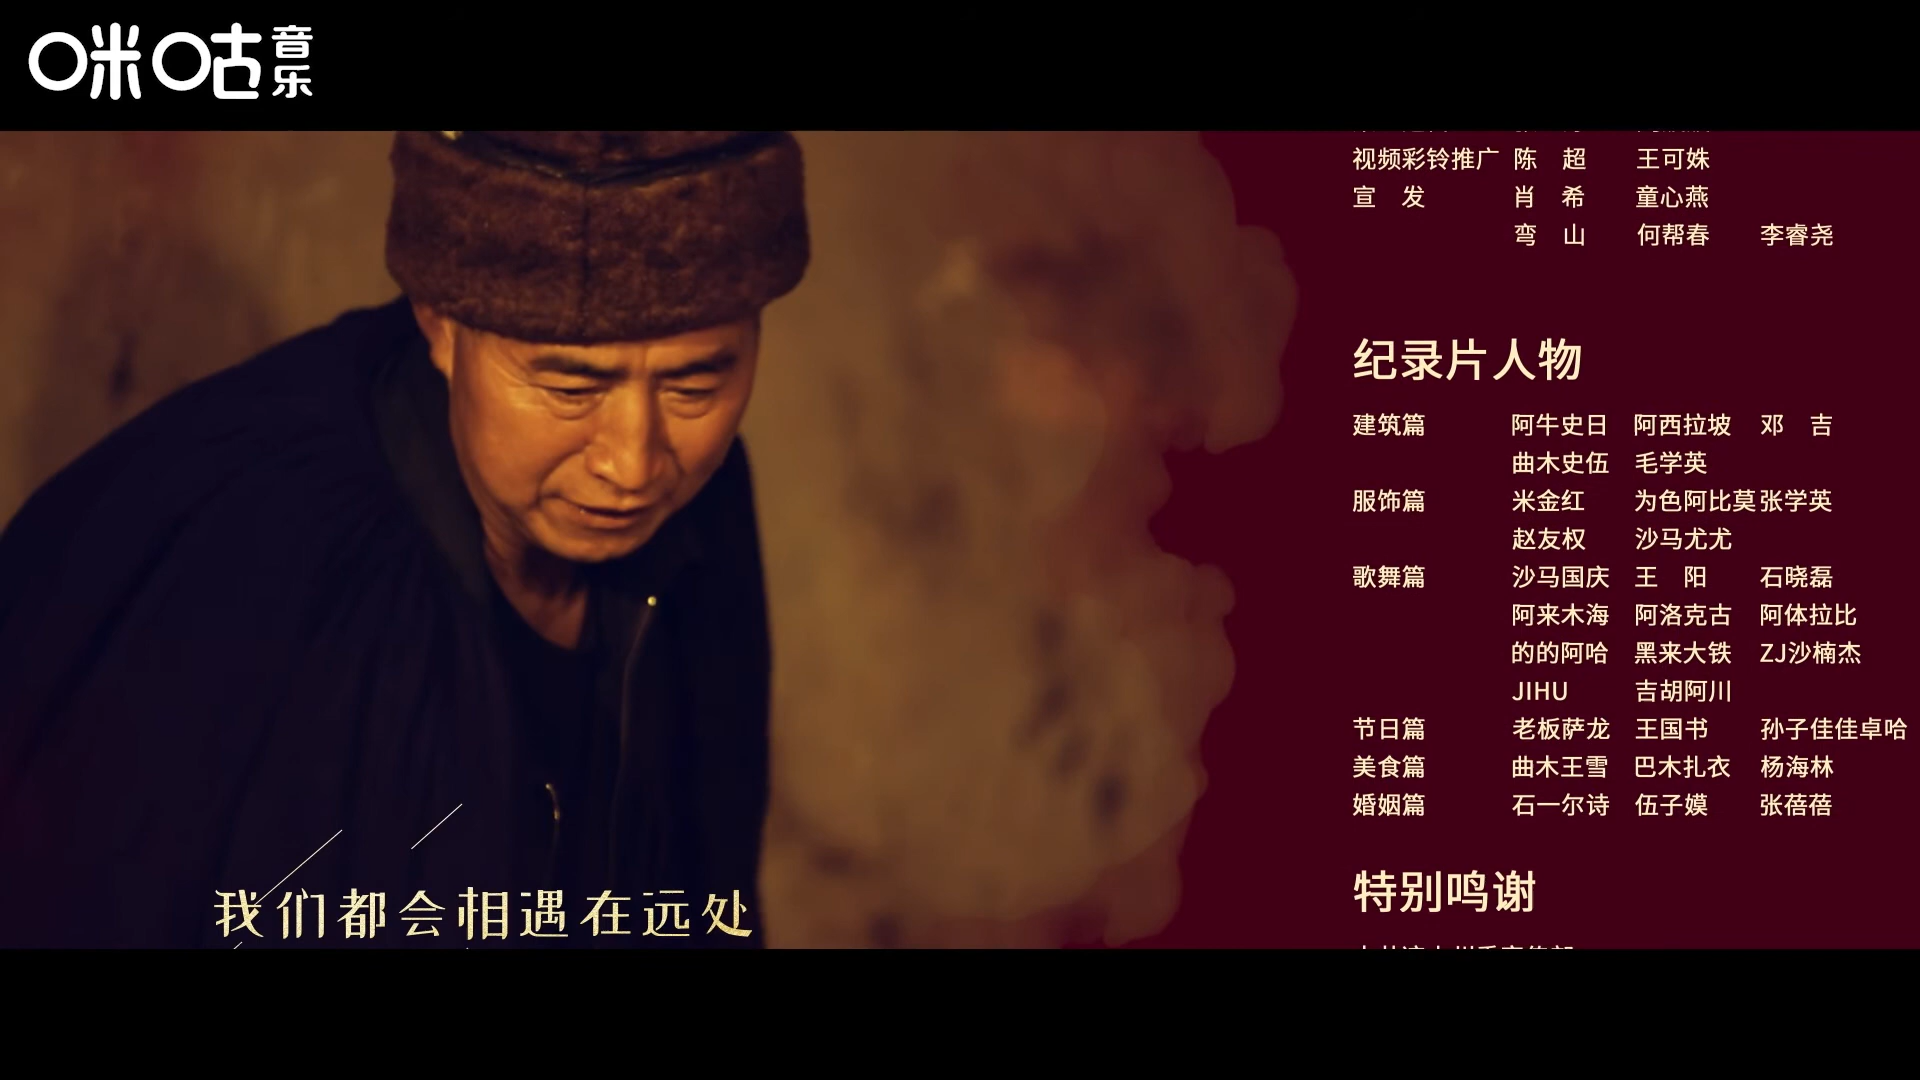 咪咕音乐
视频彩铃推广 陈 超 王可姝
宣 发 肖 希 童心燕
弯 山 何帮春 李睿尧
纪录片人物
建筑篇 阿牛史日 阿西拉坡 邓 吉
曲木史伍 毛学英
服饰篇 米金红 为色阿比莫 张学英
赵友权 沙马尤尤
歌舞篇 沙马国庆 王 阳 石晓磊
阿来木海 阿洛克古 阿体拉比
的的阿哈 黑来大铁 ZJ沙楠杰
JIHU 吉胡阿川
节日篇 老板萨龙 王国书 孙子佳佳卓哈
美食篇 曲木王雪 巴木扎衣 杨海林
婚姻篇 石一尔诗 伍子嫫 张蓓蓓
特别鸣谢
我们都会相遇在远处